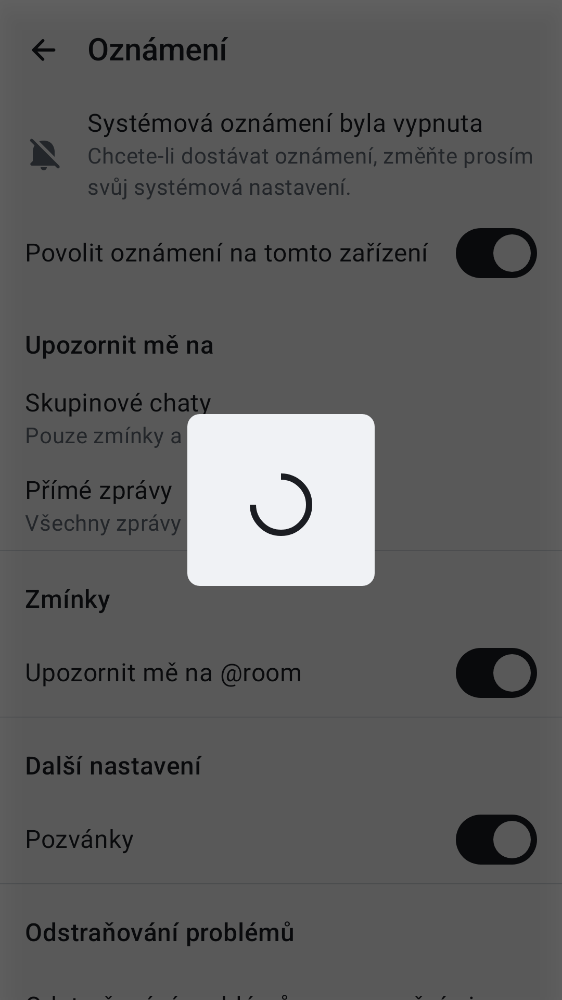 Oznámení
Systémová oznámení byla vypnuta
Chcete-li dostávat oznámení, změňte prosím
svůj systémová nastavení.
Povolit oznámení na tomto zařízení
Upozornit mě na
Skupinové chaty
Pouze zmínky a
Přímé zprávy
Všechny zprávy
Zmínky
Upozornit mě na @room
Další nastavení
Pozvánky
Odstraňování problémů